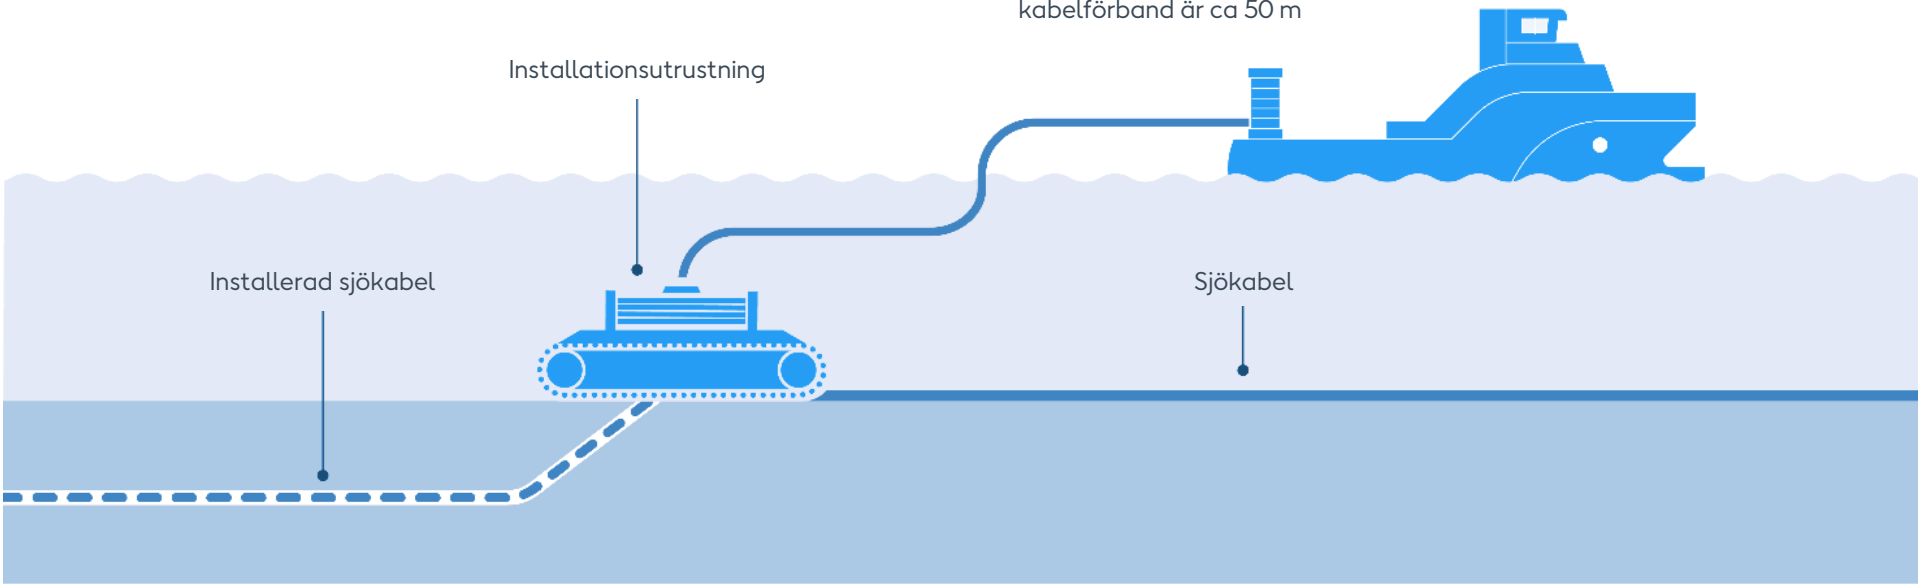 kabelförband är ca 50 m
Installationsutrustning
Installerad sjökabel
Sjökabel